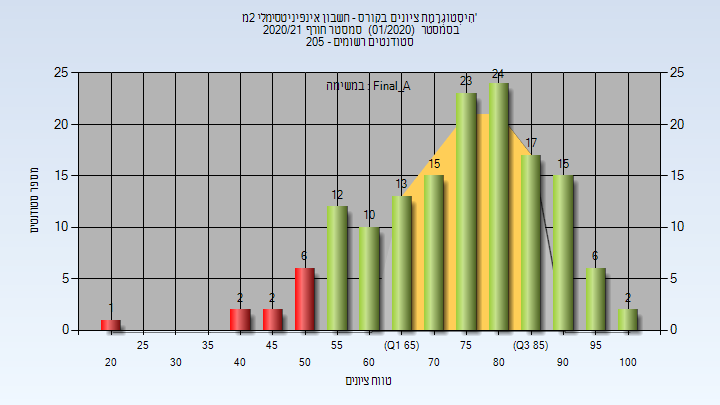 'הִיסְטוֹגְרָמַת ציונים בקורס - חשבון אינפיניטסימלי 2מ
בסמסטר (01/2020) סמסטר חורף 2020/21
סטודנטים רשומים - 205
במשימה : Final_A
25 25
20 20
15 15
10 10
5 5
0 0
1 2 2 6 12 10 13 15 23 24 17 15 6 2
מספר סטודנטים
25 35 45 55 (Q1 65) 75 (Q3 85) 95
20 30 40 50 60 70 80 90 100
טווח ציונים